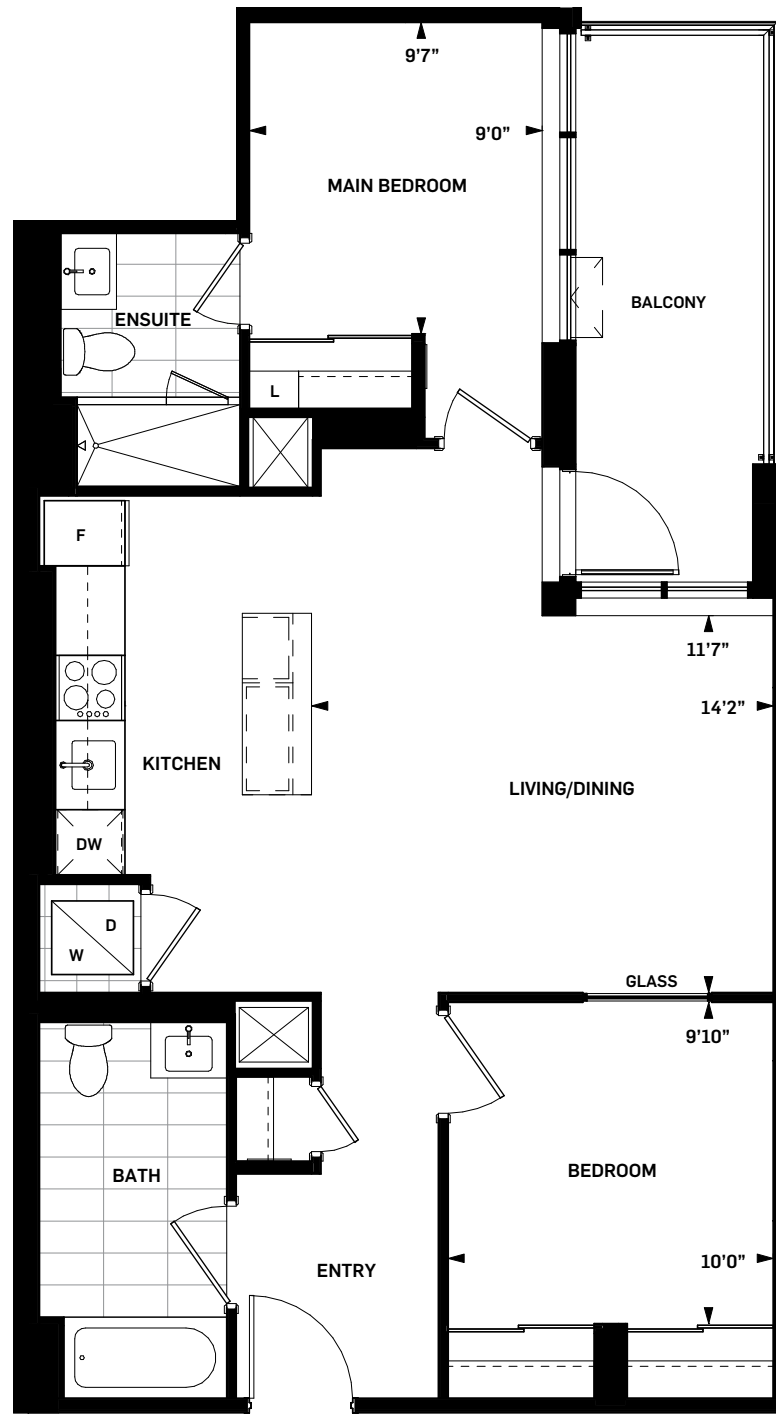 9'7”
9'0”
MAIN BEDROOM
BALCONY
ENSUITE
L
F
11'7”
14'2”
KITCHEN
LIVING/DINING
DW
D
W
GLASS
9'10”
BATH
BEDROOM
10'0”
ENTRY